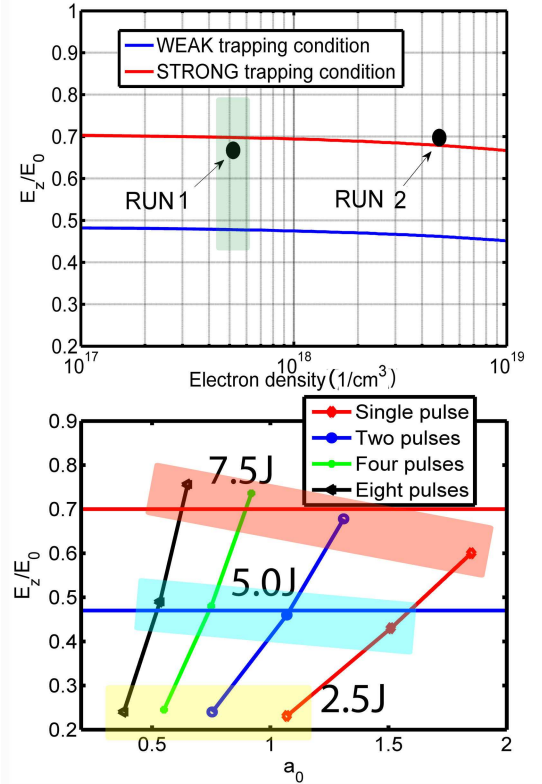 1
WEAK trapping condition
0.9
STRONG trapping condition
0.8
0.7
E_z/E_0
0.6
RUN 1
RUN 2
0.5
0.4
0.3
0.2
10^17
10^18
10^19
Electron density(1/cm^3)
0.9
Single pulse
Two pulses
Four pulses
Eight pulses
0.8
7.5J
0.7
E_z/E_0
0.6
5.0J
0.5
0.4
0.3
2.5J
0.2
0.5
1
1.5
2
a_0